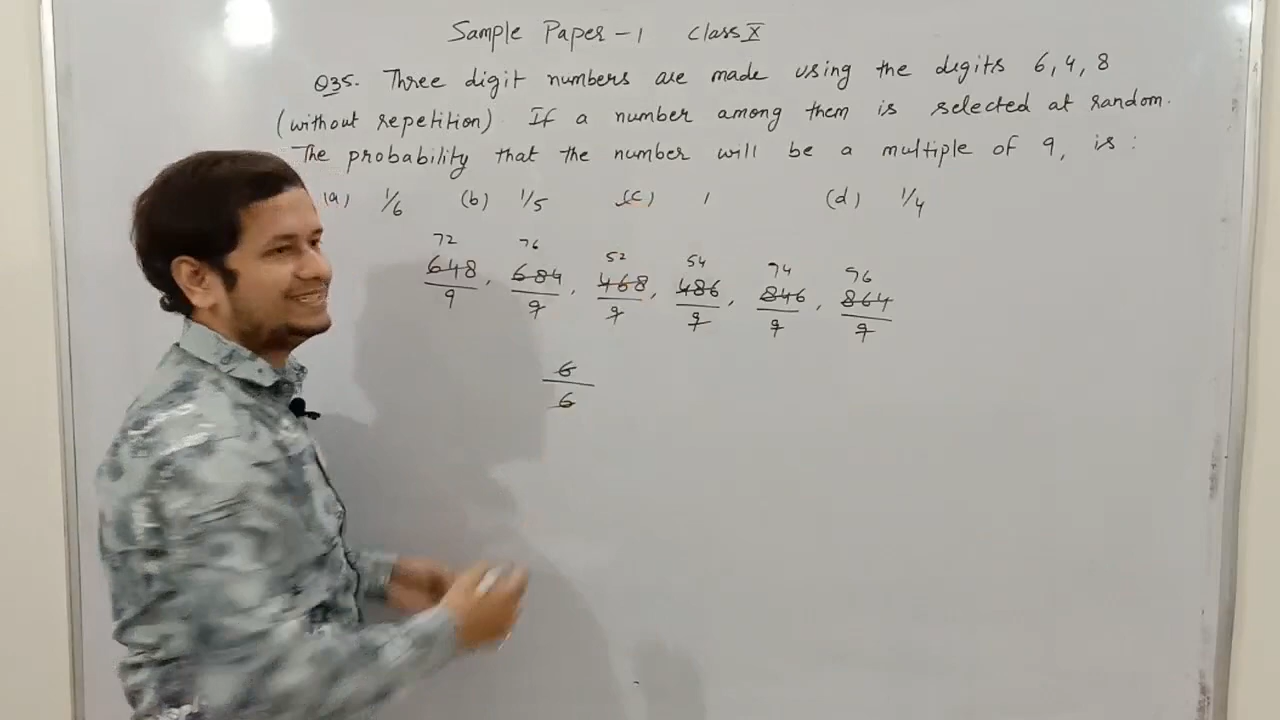 Sample Paper - 1 Class X
Q35. Three digit numbers are made using the digits 6, 4, 8
(without repetition). If a number among them is selected at random.
The probability that the number will be a multiple of 9, is :
(a) 1/6 (b) 1/5 (c) 1 (d) 1/4
72 76 52 54 94 96
648/9, 684/9, 468/9, 486/9, 846/9, 864/9
6/6